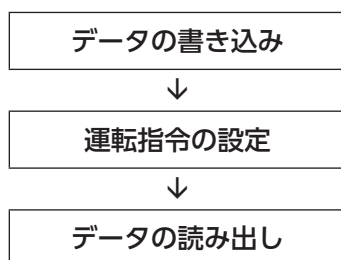 データの書き込み
↓
運転指令の設定
↓
データの読み出し